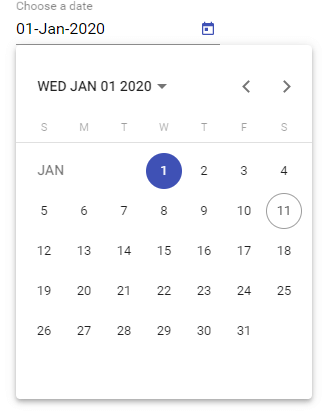 Choose a date
01-Jan-2020
WED JAN 01 2020
S M T W T F S
JAN 1 2 3 4
5 6 7 8 9 10 11
12 13 14 15 16 17 18
19 20 21 22 23 24 25
26 27 28 29 30 31